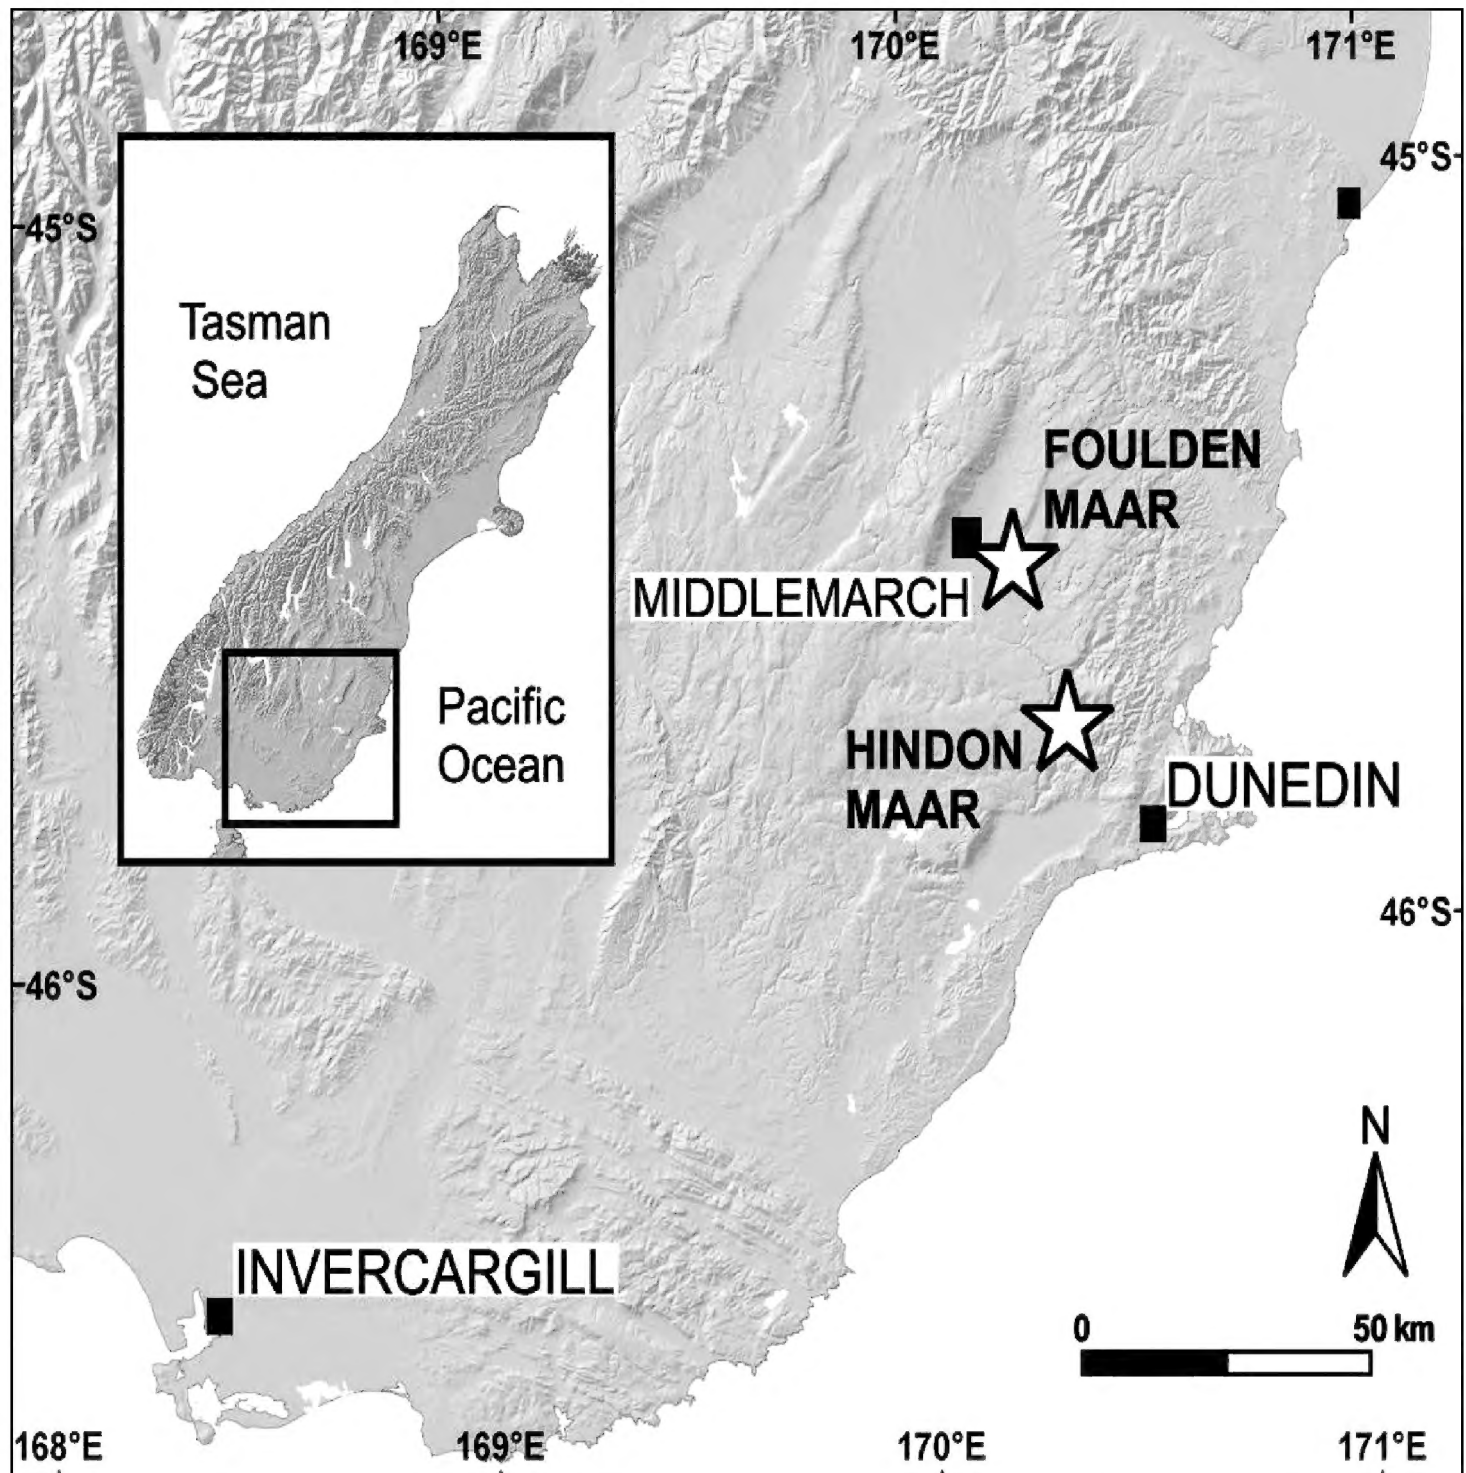 169°E
170°E
171°E
45°S
45°S
Tasman
Sea
FOULDEN
MAAR
MIDDLEMARCH
Pacific
Ocean
HINDON
MAAR
DUNEDIN
46°S
46°S
N
INVERCARGILL
0
50 km
168°E
169°E
170°E
171°E